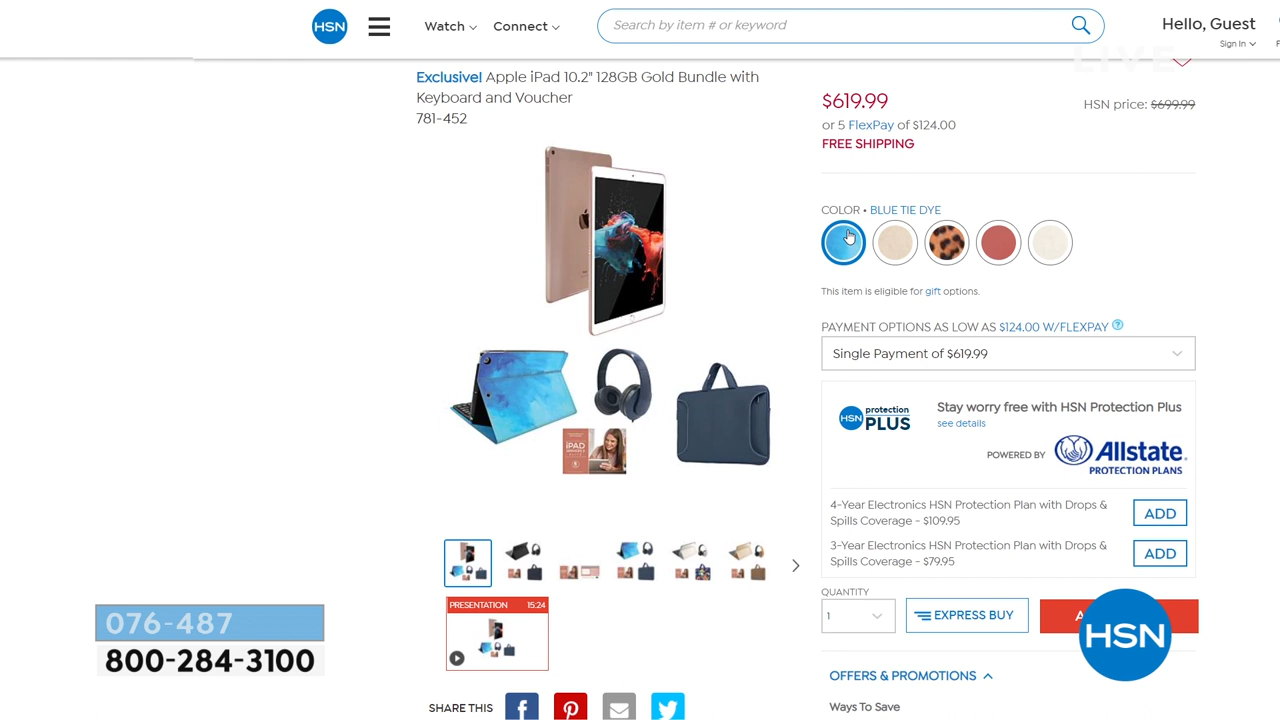 HSN
Watch
Connect
Search by item # or keyword
Hello, Guest
Sign In
LIVE
Exclusive! Apple iPad 10.2" 128GB Gold Bundle with
Keyboard and Voucher
781-452
$619.99
HSN price: $699.99
or 5 FlexPay of $124.00
FREE SHIPPING
COLOR • BLUE TIE DYE
This item is eligible for gift options.
PAYMENT OPTIONS AS LOW AS $124.00 W/FLEXPAY ?
Single Payment of $619.99
HSN protection PLUS
Stay worry free with HSN Protection Plus
see details
POWERED BY Allstate.
PROTECTION PLANS
4-Year Electronics HSN Protection Plan with Drops &
Spills Coverage - $109.95
ADD
3-Year Electronics HSN Protection Plan with Drops &
Spills Coverage - $79.95
ADD
QUANTITY
1
EXPRESS BUY
HSN
OFFERS & PROMOTIONS
Ways To Save
iPAD
PRESENTATION 15:24
SHARE THIS
076-487
800-284-3100